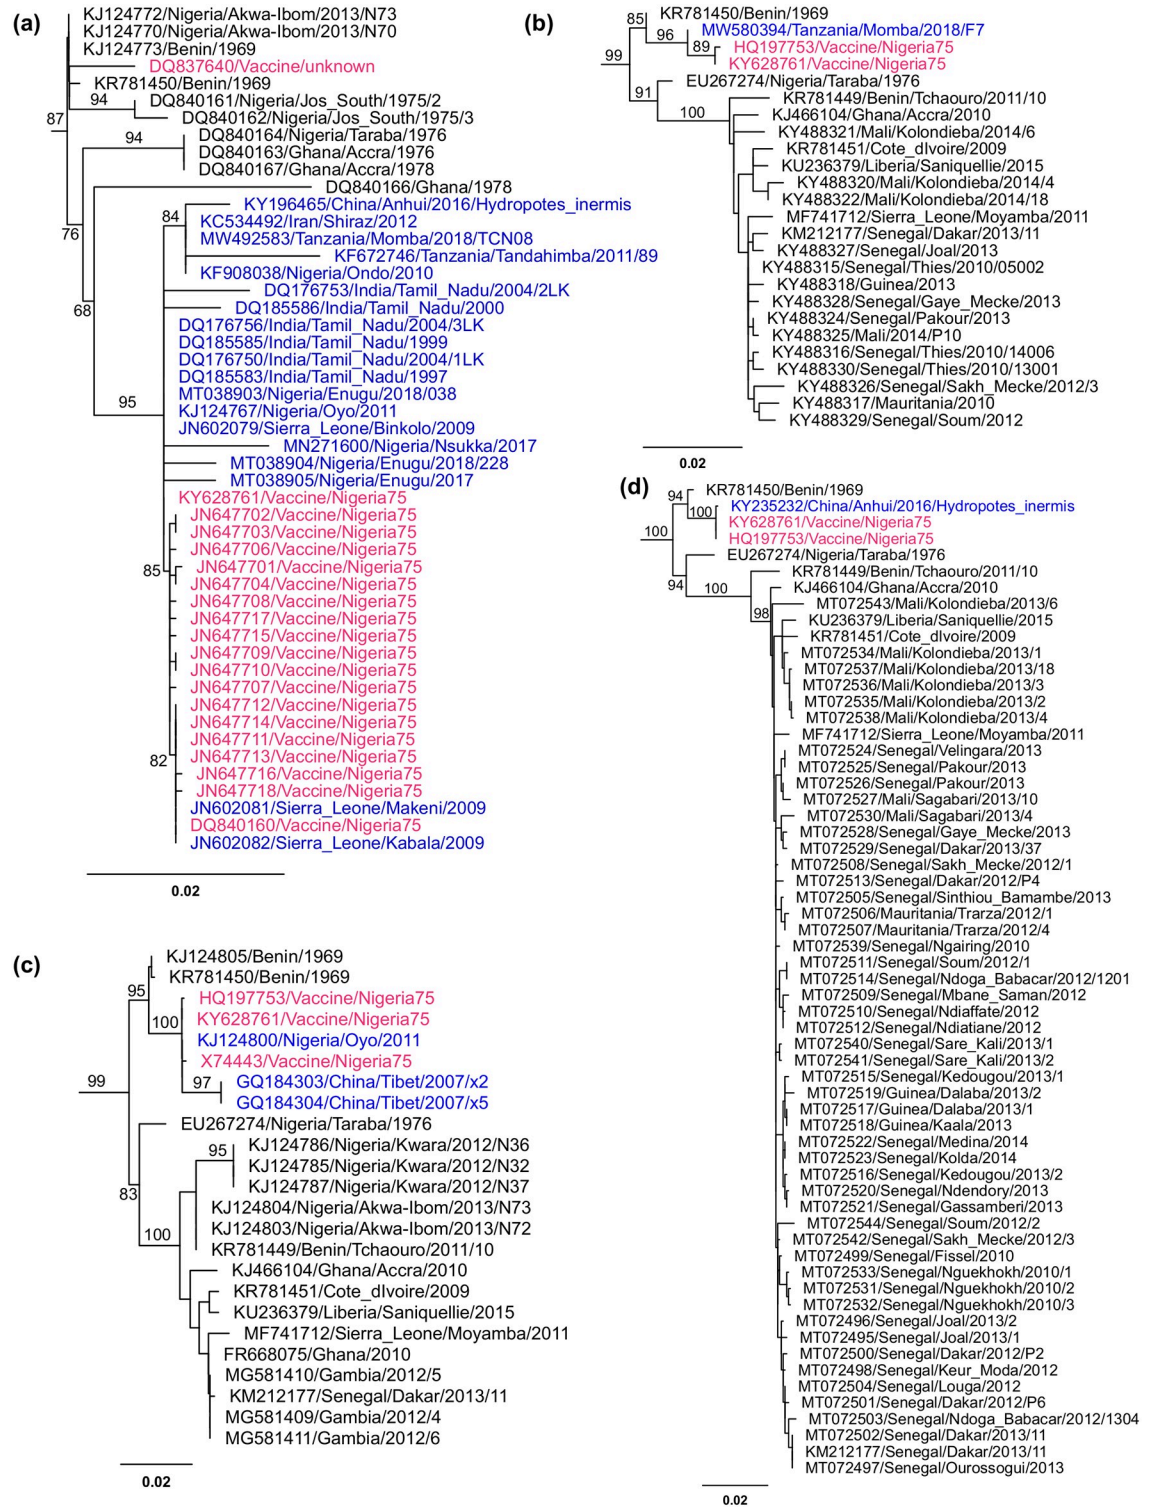 (a)
KJ124772/Nigeria/Akwa-Ibom/2013/N73
KJ124770/Nigeria/Akwa-Ibom/2013/N70
KJ124773/Benin/1969
DQ837640/Vaccine/unknown
KR781450/Benin/1969
94
DQ840161/Nigeria/Jos_South/1975/2
DQ840162/Nigeria/Jos_South/1975/3
87
DQ840164/Nigeria/Taraba/1976
94
DQ840163/Ghana/Accra/1976
DQ840167/Ghana/Accra/1978
DQ840166/Ghana/1978
KY196465/China/Anhui/2016/Hydropotes_inermis
84
KC534492/Iran/Shiraz/2012
76
MW492583/Tanzania/Momba/2018/TCN08
KF672746/Tanzania/Tandahimba/2011/89
KF908038/Nigeria/Ondo/2010
DQ176753/India/Tamil_Nadu/2004/2LK
68
DQ185586/India/Tamil_Nadu/2000
DQ176756/India/Tamil_Nadu/2004/3LK
DQ185585/India/Tamil_Nadu/1999
DQ176750/India/Tamil_Nadu/2004/1LK
DQ185583/India/Tamil_Nadu/1997
MT038903/Nigeria/Enugu/2018/038
95
KJ124767/Nigeria/Oyo/2011
JN602079/Sierra_Leone/Binkolo/2009
MN271600/Nigeria/Nsukka/2017
MT038904/Nigeria/Enugu/2018/228
MT038905/Nigeria/Enugu/2017
KY628761/Vaccine/Nigeria75
JN647702/Vaccine/Nigeria75
JN647703/Vaccine/Nigeria75
JN647706/Vaccine/Nigeria75
85
JN647701/Vaccine/Nigeria75
JN647704/Vaccine/Nigeria75
JN647708/Vaccine/Nigeria75
JN647717/Vaccine/Nigeria75
JN647715/Vaccine/Nigeria75
JN647709/Vaccine/Nigeria75
JN647710/Vaccine/Nigeria75
JN647707/Vaccine/Nigeria75
JN647712/Vaccine/Nigeria75
JN647714/Vaccine/Nigeria75
JN647711/Vaccine/Nigeria75
JN647713/Vaccine/Nigeria75
82
JN647716/Vaccine/Nigeria75
JN647718/Vaccine/Nigeria75
JN602081/Sierra_Leone/Makeni/2009
DQ840160/Vaccine/Nigeria75
JN602082/Sierra_Leone/Kabala/2009
0.02
(b)
KR781450/Benin/1969
85
MW580394/Tanzania/Momba/2018/F7
96
HQ197753/Vaccine/Nigeria75
89
99
KY628761/Vaccine/Nigeria75
EU267274/Nigeria/Taraba/1976
91
KR781449/Benin/Tchaouro/2011/10
100
KJ466104/Ghana/Accra/2010
KY488321/Mali/Kolondieba/2014/6
KR781451/Cote_dIvoire/2009
KU236379/Liberia/Saniquellie/2015
KY488320/Mali/Kolondieba/2014/4
KY488322/Mali/Kolondieba/2014/18
MF741712/Sierra_Leone/Moyamba/2011
KM212177/Senegal/Dakar/2013/11
KY488327/Senegal/Joal/2013
KY488315/Senegal/Thies/2010/05002
KY488318/Guinea/2013
KY488328/Senegal/Gaye_Mecke/2013
KY488324/Senegal/Pakour/2013
KY488325/Mali/2014/P10
KY488316/Senegal/Thies/2010/14006
KY488330/Senegal/Thies/2010/13001
KY488326/Senegal/Sakh_Mecke/2012/3
KY488317/Mauritania/2010
KY488329/Senegal/Soum/2012
0.02
(c)
KJ124805/Benin/1969
KR781450/Benin/1969
95
HQ197753/Vaccine/Nigeria75
100
KY628761/Vaccine/Nigeria75
KJ124800/Nigeria/Oyo/2011
X74443/Vaccine/Nigeria75
99
97
GQ184303/China/Tibet/2007/x2
GQ184304/China/Tibet/2007/x5
EU267274/Nigeria/Taraba/1976
KJ124786/Nigeria/Kwara/2012/N36
95
KJ124785/Nigeria/Kwara/2012/N32
KJ124787/Nigeria/Kwara/2012/N37
83
KJ124804/Nigeria/Akwa-Ibom/2013/N73
KJ124803/Nigeria/Akwa-Ibom/2013/N72
100
KR781449/Benin/Tchaouro/2011/10
KJ466104/Ghana/Accra/2010
KR781451/Cote_dIvoire/2009
KU236379/Liberia/Saniquellie/2015
MF741712/Sierra_Leone/Moyamba/2011
FR668075/Ghana/2010
MG581410/Gambia/2012/5
KM212177/Senegal/Dakar/2013/11
MG581409/Gambia/2012/4
MG581411/Gambia/2012/6
0.02
(d)
KR781450/Benin/1969
94
KY235232/China/Anhui/2016/Hydropotes_inermis
100
KY628761/Vaccine/Nigeria75
100
HQ197753/Vaccine/Nigeria75
EU267274/Nigeria/Taraba/1976
KR781449/Benin/Tchaouro/2011/10
94
100
KJ466104/Ghana/Accra/2010
MT072543/Mali/Kolondieba/2013/6
98
KU236379/Liberia/Saniquellie/2015
KR781451/Cote_dIvoire/2009
MT072534/Mali/Kolondieba/2013/1
MT072537/Mali/Kolondieba/2013/18
MT072536/Mali/Kolondieba/2013/3
MT072535/Mali/Kolondieba/2013/2
MT072538/Mali/Kolondieba/2013/4
MF741712/Sierra_Leone/Moyamba/2011
MT072524/Senegal/Velingara/2013
MT072525/Senegal/Pakour/2013
MT072526/Senegal/Pakour/2013
MT072527/Mali/Sagabari/2013/10
MT072530/Mali/Sagabari/2013/4
MT072528/Senegal/Gaye_Mecke/2013
MT072529/Senegal/Dakar/2013/37
MT072508/Senegal/Sakh_Mecke/2012/1
MT072513/Senegal/Dakar/2012/P4
MT072505/Senegal/Sinthiou_Bamambe/2013
MT072506/Mauritania/Trarza/2012/1
MT072507/Mauritania/Trarza/2012/4
MT072539/Senegal/Ngairing/2010
MT072511/Senegal/Soum/2012/1
MT072514/Senegal/Ndoga_Babacar/2012/1201
MT072509/Senegal/Mbane_Saman/2012
MT072510/Senegal/Ndiaffate/2012
MT072512/Senegal/Ndiatiane/2012
MT072540/Senegal/Sare_Kali/2013/1
MT072541/Senegal/Sare_Kali/2013/2
MT072515/Senegal/Kedougou/2013/1
MT072519/Guinea/Dalaba/2013/2
MT072517/Guinea/Dalaba/2013/1
MT072518/Guinea/Kaala/2013
MT072522/Senegal/Medina/2014
MT072523/Senegal/Kolda/2014
MT072516/Senegal/Kedougou/2013/2
MT072520/Senegal/Ndendory/2013
MT072521/Senegal/Gassamberi/2013
MT072544/Senegal/Soum/2012/2
MT072542/Senegal/Sakh_Mecke/2012/3
MT072499/Senegal/Fissel/2010
MT072533/Senegal/Nguekhokh/2010/1
MT072531/Senegal/Nguekhokh/2010/2
MT072532/Senegal/Nguekhokh/2010/3
MT072496/Senegal/Joal/2013/2
MT072495/Senegal/Joal/2013/1
MT072500/Senegal/Dakar/2012/P2
MT072498/Senegal/Keur_Moda/2012
MT072504/Senegal/Louga/2012
MT072501/Senegal/Dakar/2012/P6
MT072503/Senegal/Ndoga_Babacar/2012/1304
MT072502/Senegal/Dakar/2013/11
KM212177/Senegal/Dakar/2013/11
MT072497/Senegal/Ourossogui/2013
0.02